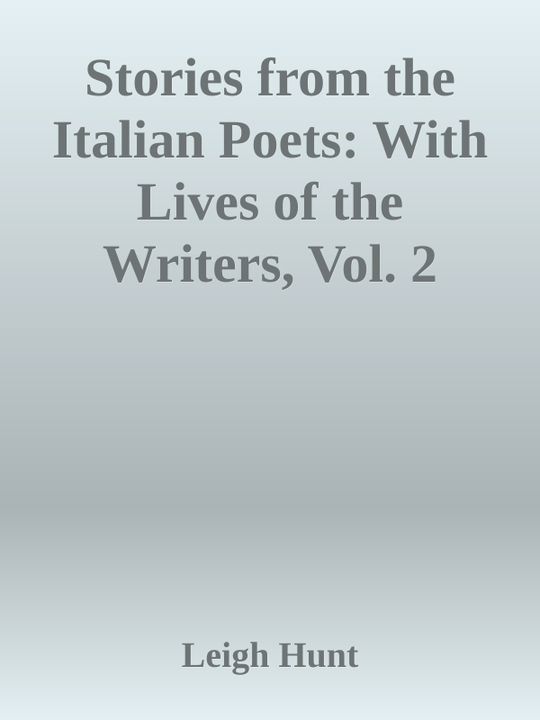 Stories from the
Italian Poets: With
Lives of the
Writers, Vol. 2
Leigh Hunt